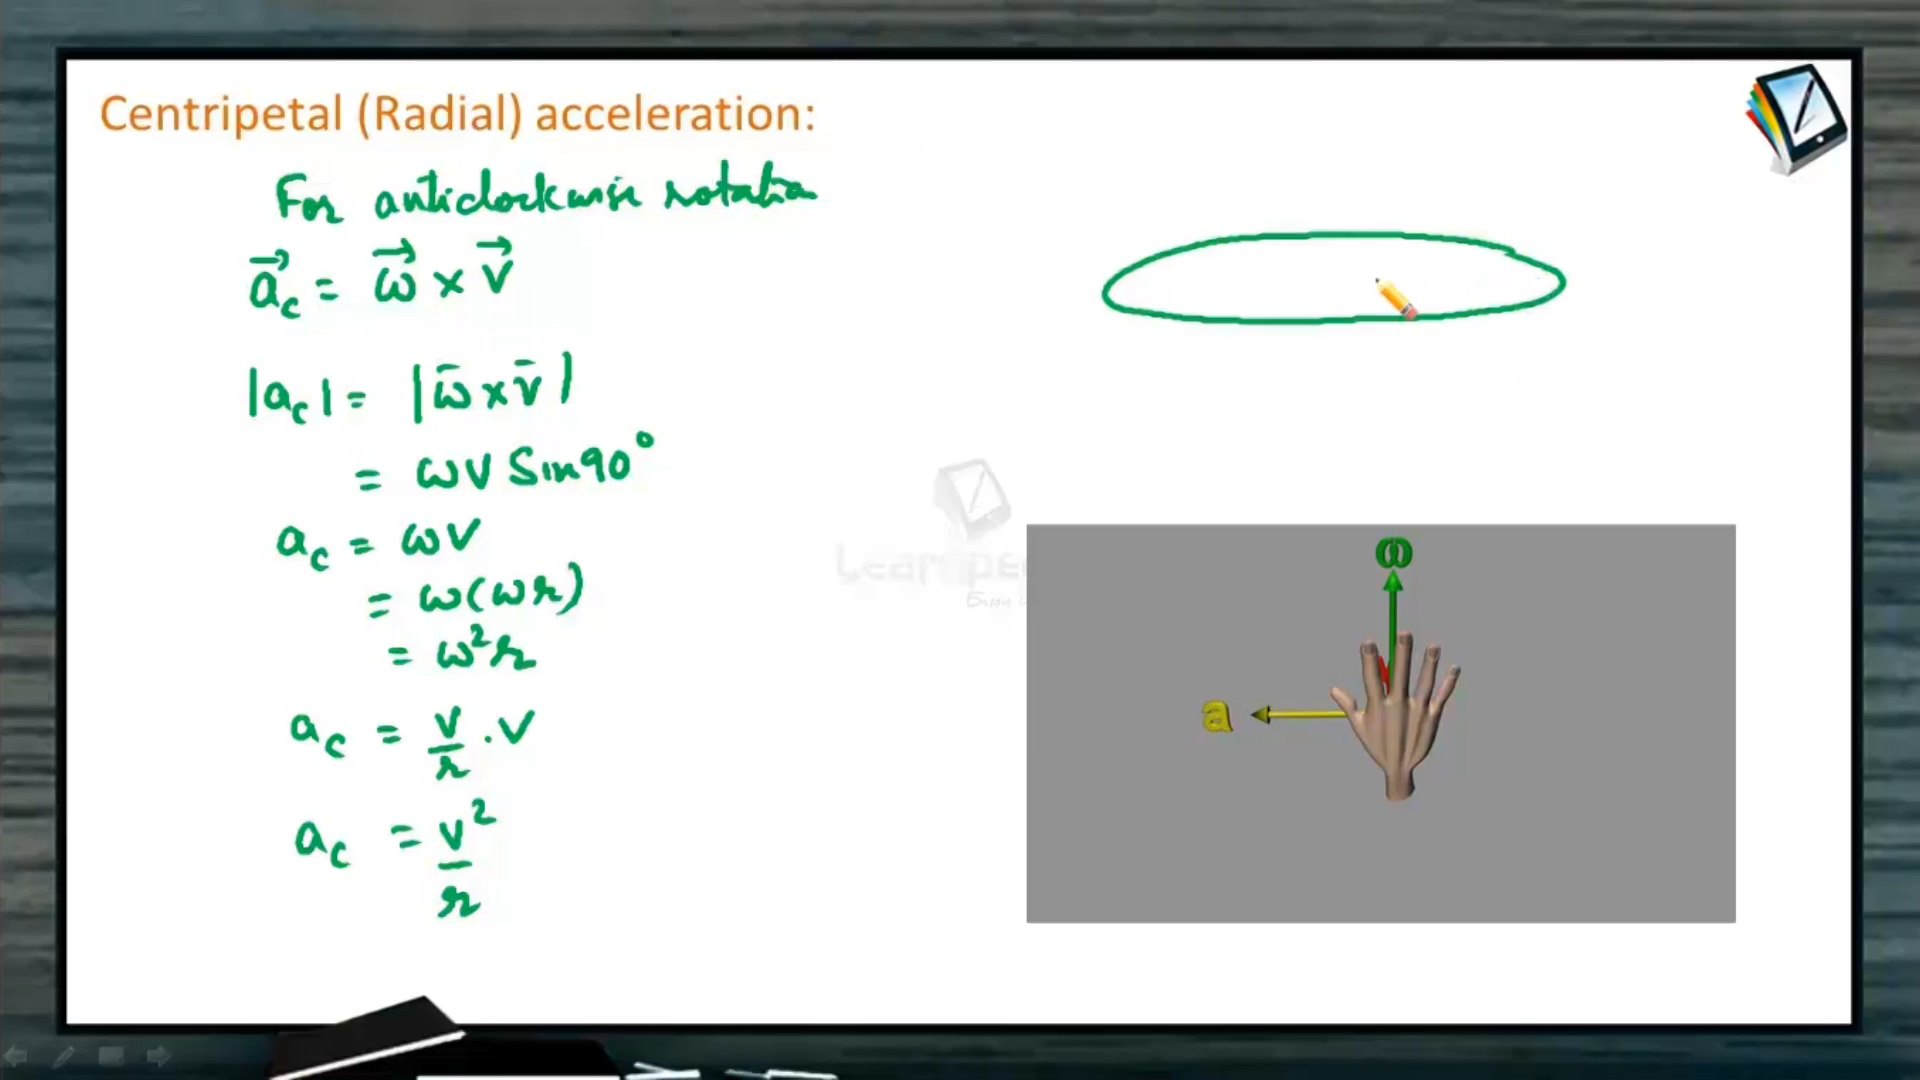 Centripetal (Radial) acceleration:
For anticlockwise rotation
a⃗c = ω⃗ × v⃗
|ac| = |ω̄ × v̄|
= ωv Sin90°
ac = ωv
= ω(ωr)
= ω²r
ac = v/r · v
ac = v²/r
ω
a